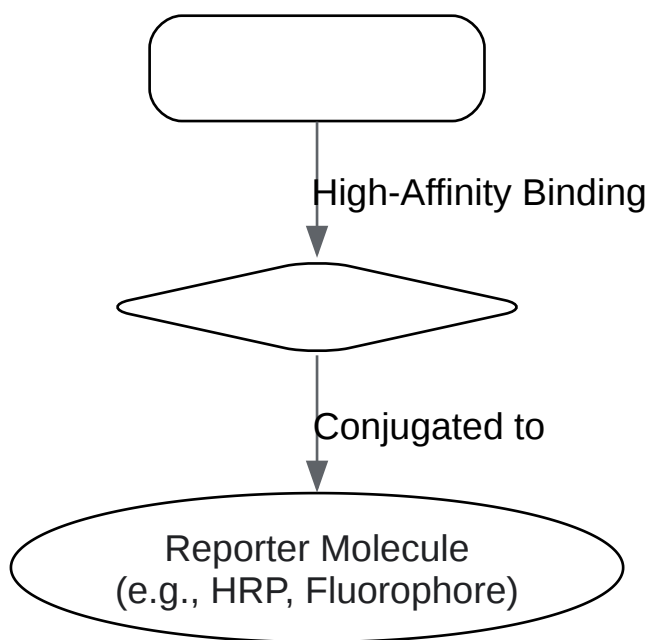 High-Affinity Binding
Conjugated to
Reporter Molecule
(e.g., HRP, Fluorophore)